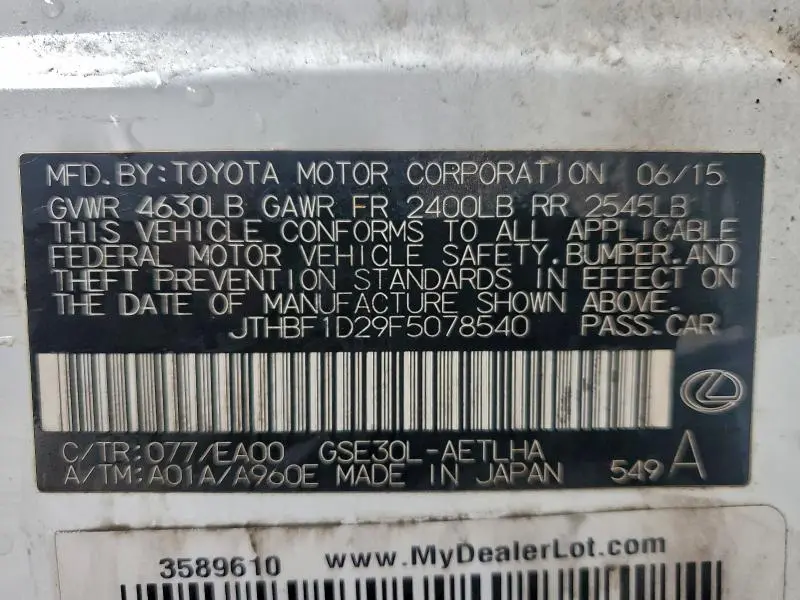 MFD. BY: TOYOTA MOTOR CORPORATION 06/15
GVWR 4630LB GAWR FR 2400LB RR 2545LB
THIS VEHICLE CONFORMS TO ALL APPLICABLE
FEDERAL MOTOR VEHICLE SAFETY, BUMPER, AND
THEFT PREVENTION STANDARDS IN EFFECT ON
THE DATE OF MANUFACTURE SHOWN ABOVE.
JTHBF1D29F5078540 PASS. CAR
C/TR: 077/EA00 GSE30L-AETLHA
A/TM: A01A/A960E MADE IN JAPAN 549 A
3589610 www.MyDealerLot.com